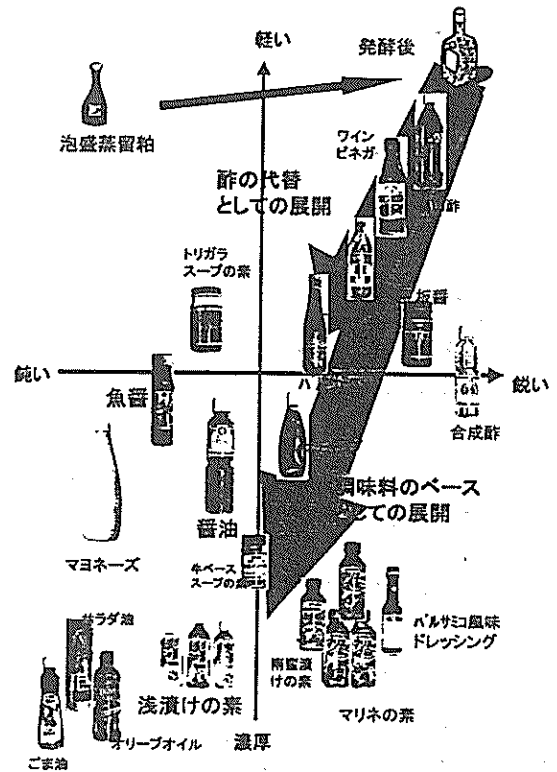 軽い
発酵後
泡盛蒸留粕
ワイン
ビネガ
酢の代替
としての展開
酢
トリガラ
スープの素
鈍い
鋭い
魚醤
合成酢
醤油
調味料のベース
としての展開
マヨネーズ
牛ベース
スープの素
サラダ油
バルサミコ風味
ドレッシング
南蛮漬
けの素
浅漬けの素
マリネの素
オリーブオイル
濃厚
ごま油